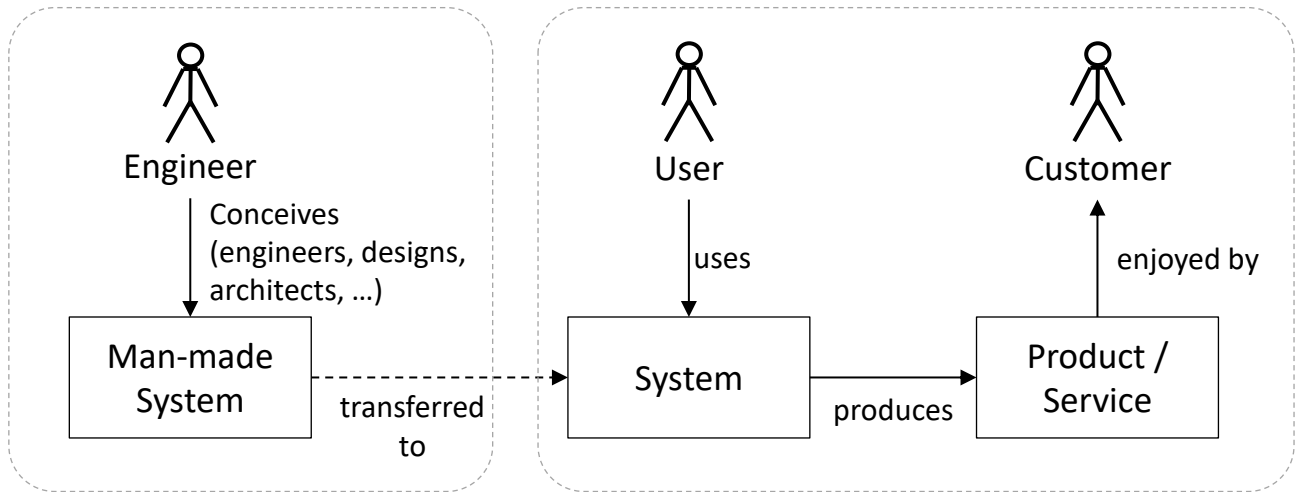 Engineer
Conceives
(engineers, designs,
architects, ...)
Man-made
System
transferred
to
User
uses
System
produces
Customer
enjoyed by
Product /
Service